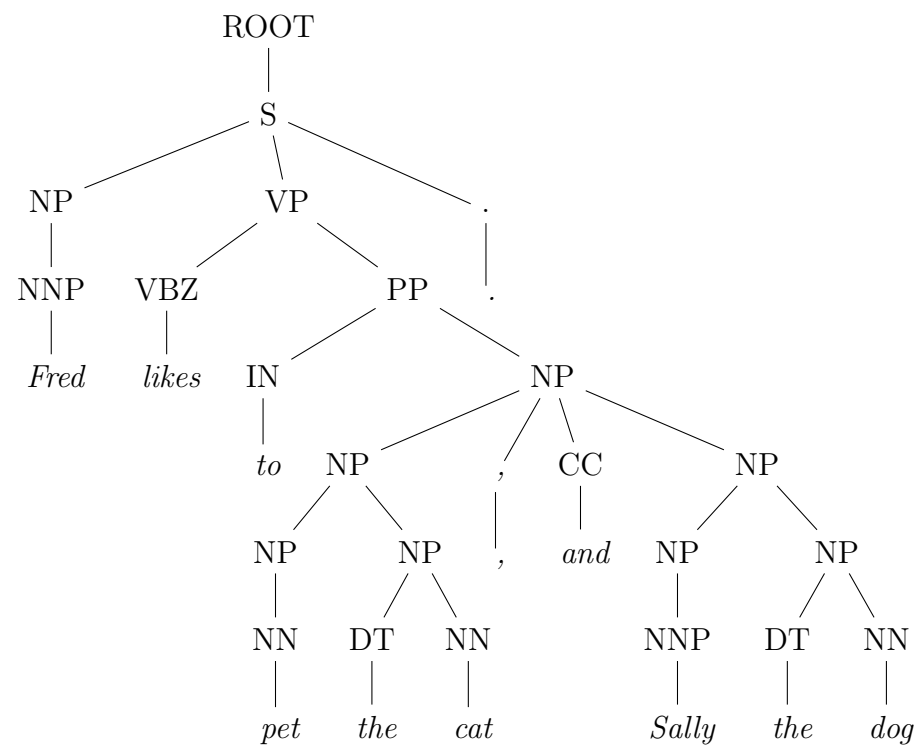 ROOT
S
NP VP .
NNP VBZ PP .
Fred likes IN NP
to NP , CC NP
NP NP , and NP NP
NN DT NN NNP DT NN
pet the cat Sally the dog